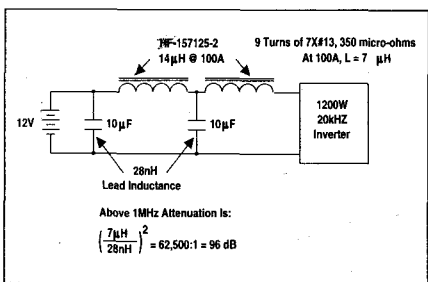 MF-157125-2
14µH @ 100A
9 Turns of 7X#13, 350 micro-ohms
At 100A, L = 7 µH
12V
10µF
10µF
1200W
20kHZ
Inverter
28nH
Lead Inductance
Above 1MHz Attenuation Is:
(7µH / 28nH)² = 62,500:1 = 96 dB